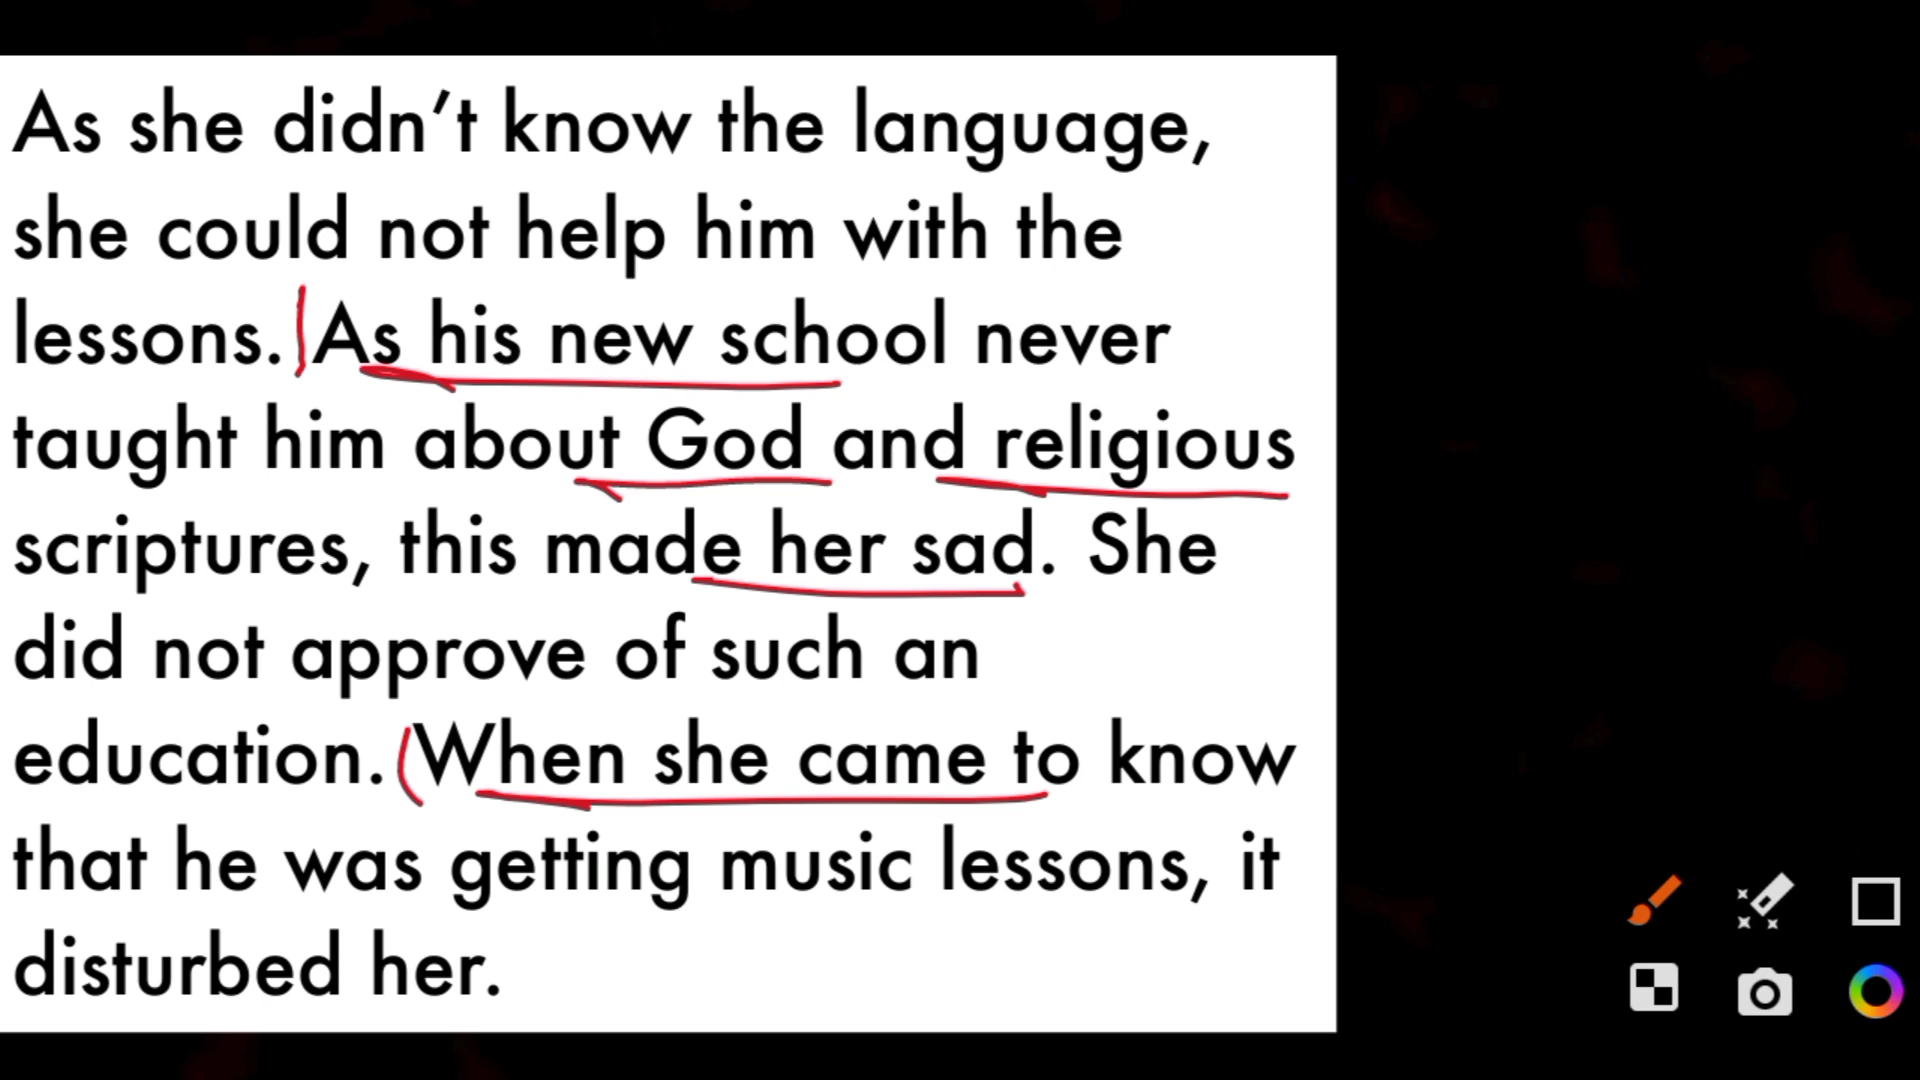 As she didn’t know the language,
she could not help him with the
lessons. As his new school never
taught him about God and religious
scriptures, this made her sad. She
did not approve of such an
education. When she came to know
that he was getting music lessons, it
disturbed her.